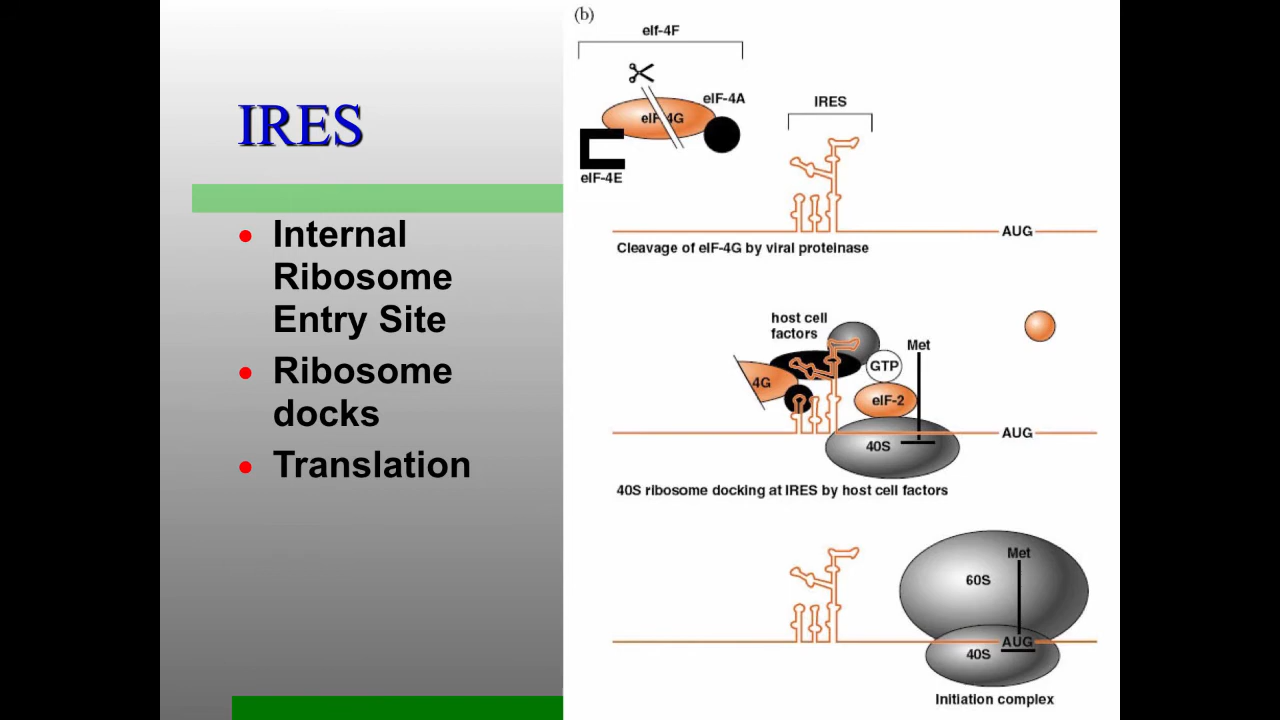 IRES
Internal
Ribosome
Entry Site
Ribosome
docks
Translation
(b)
elf-4F
eIF-4A
eIF-4G
eIF-4E
IRES
AUG
Cleavage of eIF-4G by viral proteinase
host cell
factors
Met
GTP
4G
eIF-2
40S
AUG
40S ribosome docking at IRES by host cell factors
Met
60S
AUG
40S
Initiation complex